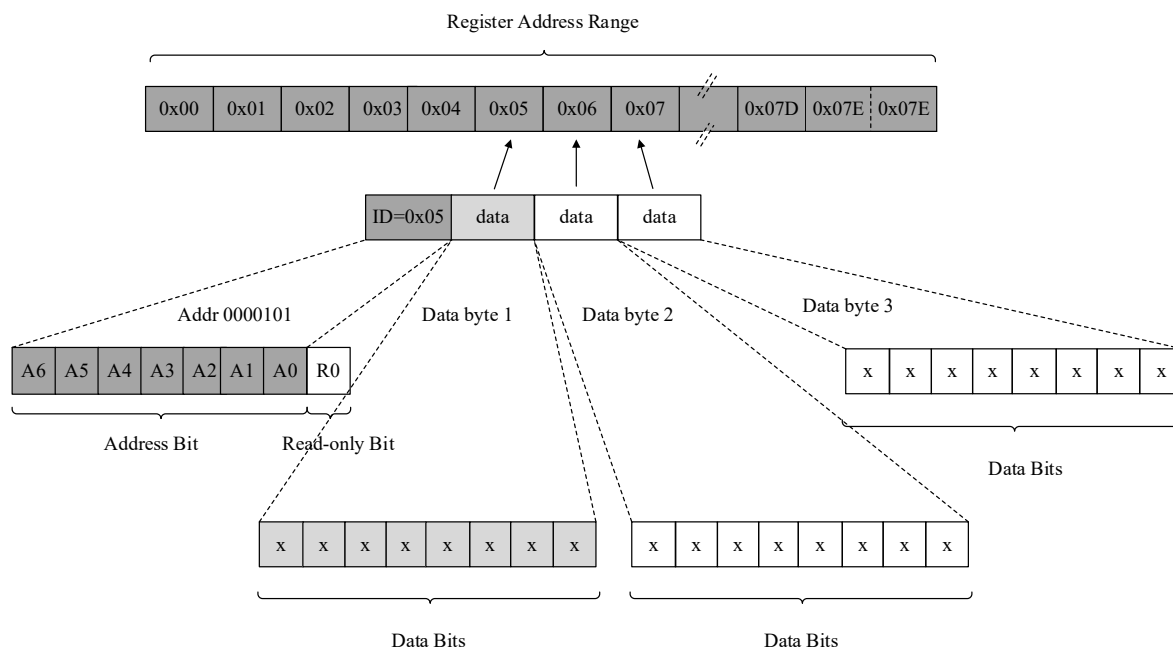 Register Address Range
0x00 0x01 0x02 0x03 0x04 0x05 0x06 0x07 0x07D 0x07E 0x07E
ID=0x05 data data data
Addr 0000101 Data byte 1 Data byte 2 Data byte 3
A6 A5 A4 A3 A2 A1 A0 R0 x x x x x x x x
Address Bit Read-only Bit Data Bits
x x x x x x x x x x x x x x x x
Data Bits Data Bits